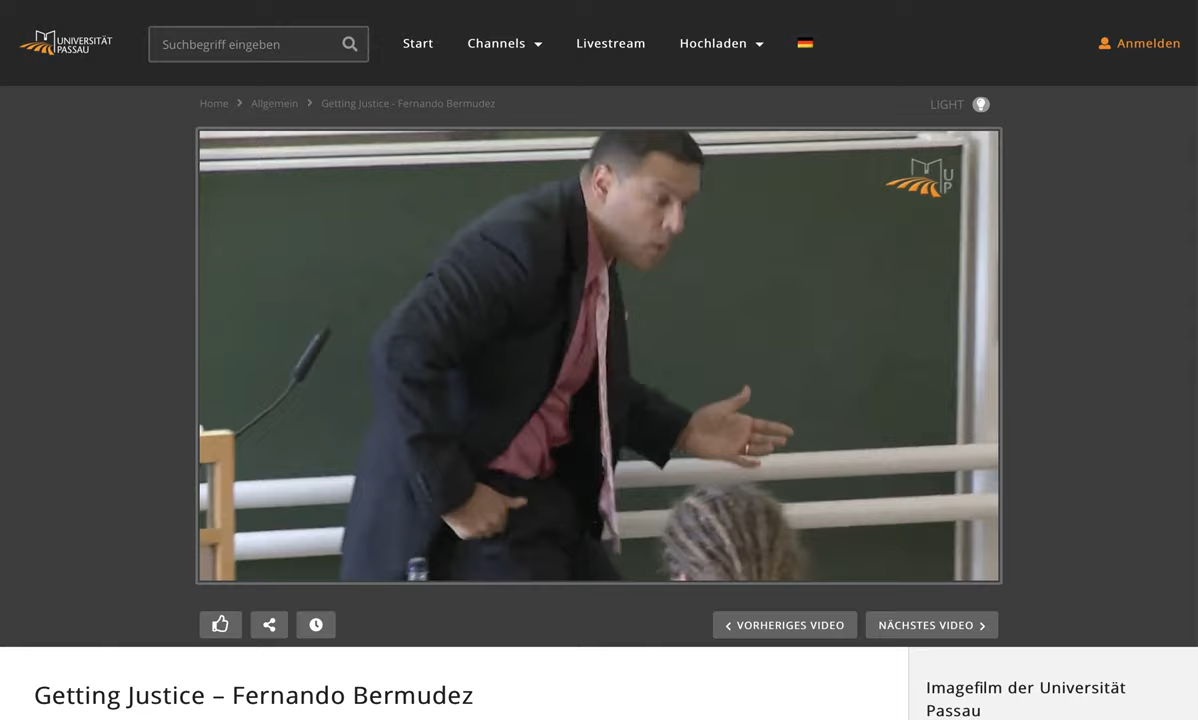 UNIVERSITÄT
PASSAU
Suchbegriff eingeben
Start
Channels
Livestream
Hochladen
Anmelden
Home
Allgemein
Getting Justice - Fernando Bermudez
LIGHT
U
P
VORHERIGES VIDEO
NÄCHSTES VIDEO
Getting Justice – Fernando Bermudez
Imagefilm der Universität
Passau